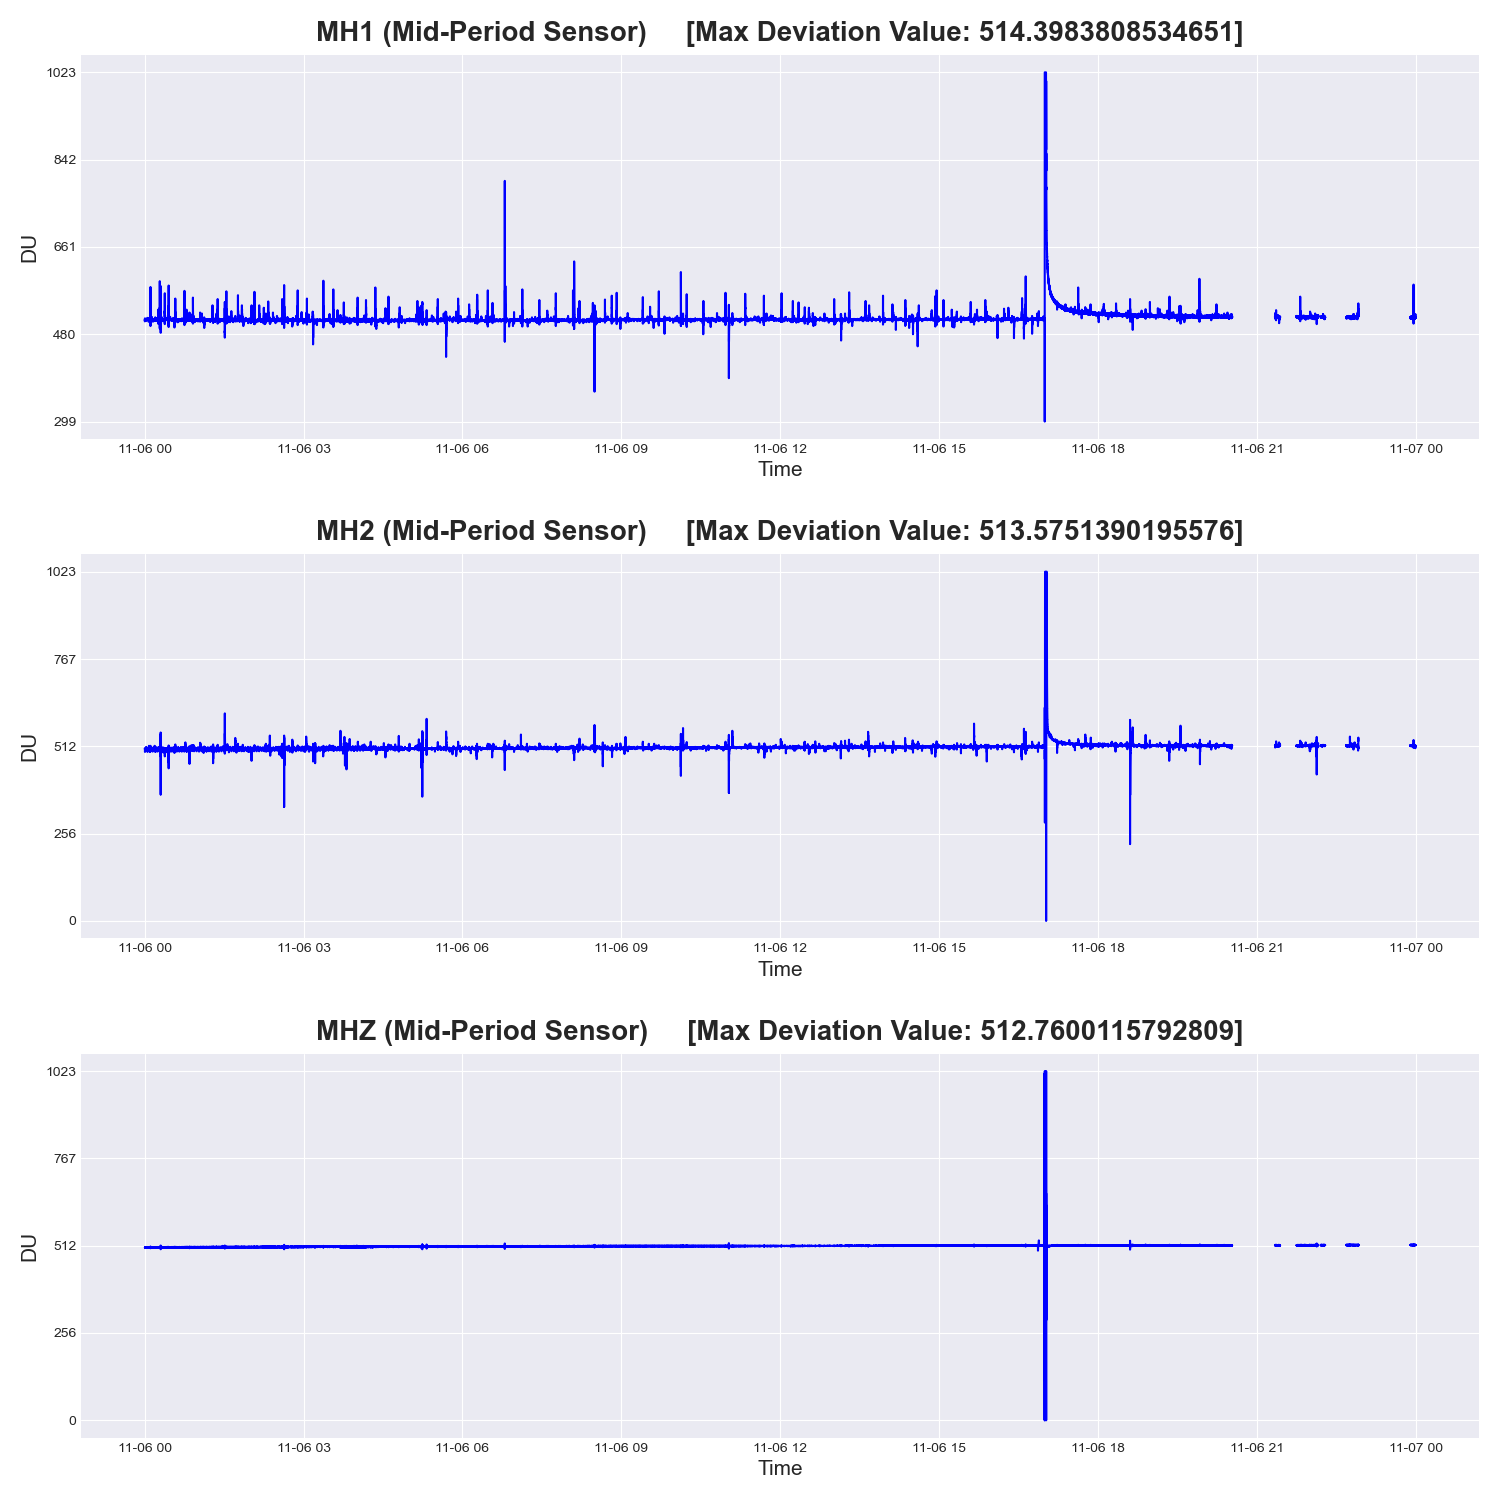 MH1 (Mid-Period Sensor) [Max Deviation Value: 514.3983808534651]
1023
842
661
480
299
DU
11-06 00 11-06 03 11-06 06 11-06 09 11-06 12 11-06 15 11-06 18 11-06 21 11-07 00
Time
MH2 (Mid-Period Sensor) [Max Deviation Value: 513.5751390195576]
1023
767
512
256
0
DU
11-06 00 11-06 03 11-06 06 11-06 09 11-06 12 11-06 15 11-06 18 11-06 21 11-07 00
Time
MHZ (Mid-Period Sensor) [Max Deviation Value: 512.7600115792809]
1023
767
512
256
0
DU
11-06 00 11-06 03 11-06 06 11-06 09 11-06 12 11-06 15 11-06 18 11-06 21 11-07 00
Time